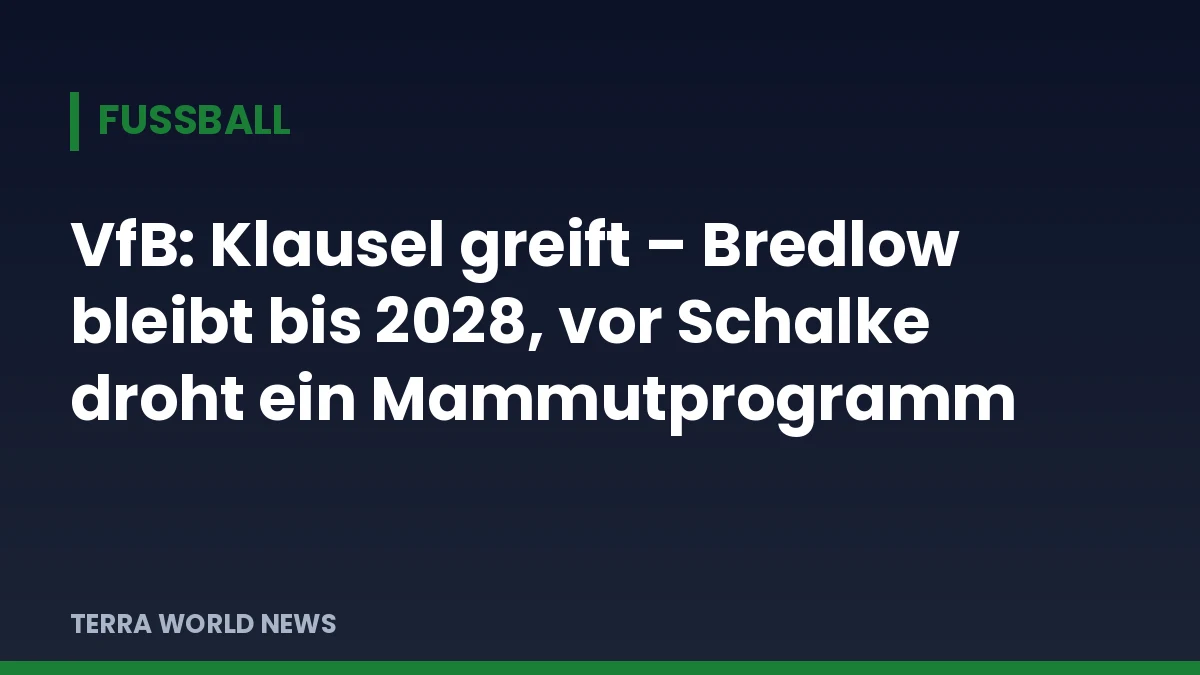 FUSSBALL
VfB: Klausel greift – Bredlow
bleibt bis 2028, vor Schalke
droht ein Mammutprogramm
TERRA WORLD NEWS